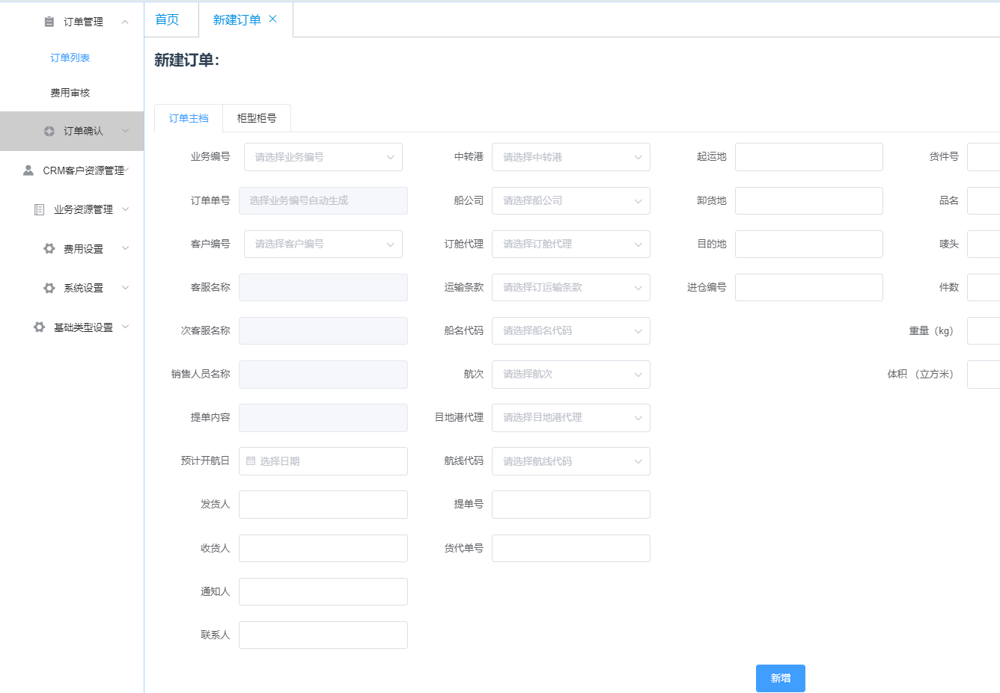 订单管理
订单列表
费用审核
订单确认
CRM客户资源管理
业务资源管理
费用设置
系统设置
基础类型设置
首页
新建订单
新建订单：
订单主档
柜型柜号
业务编号 请选择业务编号 中转港 请选择中转港 起运地 货件号
订单单号 选择业务编号自动生成 船公司 请选择船公司 卸货地 品名
客户编号 请选择客户编号 订舱代理 请选择订舱代理 目的地 唛头
客服名称 运输条款 请选择订运输条款 进仓编号 件数
次客服名称 船名代码 请选择船名代码 重量（kg）
销售人员名称 航次 请选择航次 体积 （立方米）
提单内容 目地港代理 请选择目地港代理
预计开航日 选择日期 航线代码 请选择航线代码
发货人 提单号
收货人 货代单号
通知人
联系人
新增